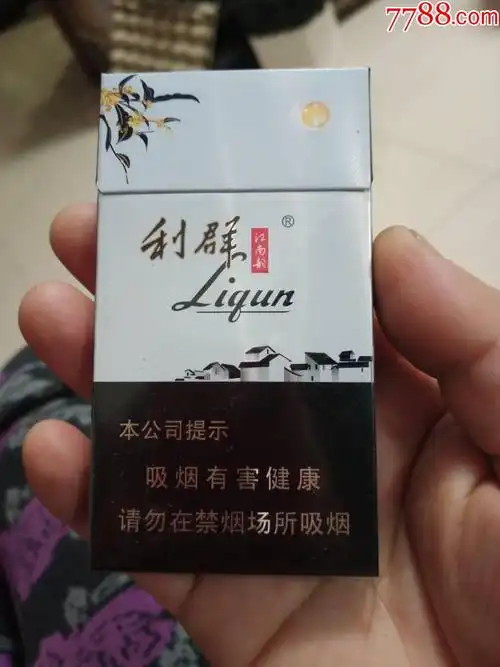 7788.com
利群 江南韵 ®
Liqun
本公司提示
吸烟有害健康
请勿在禁烟场所吸烟